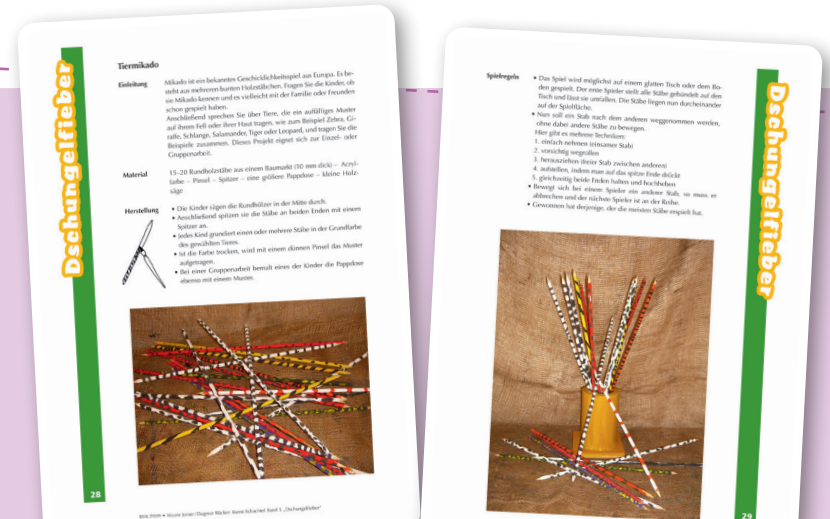 Dschungelfieber
Tiermikado
Einleitung
Mikado ist ein bekanntes Geschicklichkeitsspiel aus Europa. Es be-
steht aus mehreren bunten Holzstäbchen. Fragen Sie die Kinder, ob
sie Mikado kennen und es vielleicht mit der Familie oder Freunden
schon gespielt haben.
Anschließend sprechen Sie über Tiere, die ein auffälliges Muster
auf ihrem Fell oder ihrer Haut tragen, wie zum Beispiel Zebra, Gi-
raffe, Schlange, Salamander, Tiger oder Leopard, und tragen Sie die
Beispiele zusammen. Dieses Projekt eignet sich zur Einzel- oder
Gruppenarbeit.
Material
15–20 Rundholzstäbe aus einem Baumarkt (10 mm dick) – Acryl-
farbe – Pinsel – Spitzer – eine größere Pappdose – kleine Holz-
säge
Herstellung
• Die Kinder sägen die Rundhölzer in der Mitte durch.
• Anschließend spitzen sie die Stäbe an beiden Enden mit einem
Spitzer an.
• Jedes Kind grundiert einen oder mehrere Stäbe in der Grundfarbe
des gewählten Tieres.
• Ist die Farbe trocken, wird mit einem dünnen Pinsel das Muster
aufgetragen.
• Bei einer Gruppenarbeit bemalt eines der Kinder die Pappdose
ebenso mit einem Muster.
28
„Dschungelfieber“
Spielregeln
• Das Spiel wird möglichst auf einem glatten Tisch oder dem Bo-
den gespielt. Der erste Spieler stellt alle Stäbe gebündelt auf den
Tisch und lässt sie umfallen. Die Stäbe liegen nun durcheinander
auf der Spielfläche.
• Nun soll ein Stab nach dem anderen weggenommen werden,
ohne dabei andere Stäbe zu bewegen.
Hier gibt es mehrere Techniken:
1. einfach nehmen (einsamer Stab)
2. vorsichtig wegrollen
3. herausziehen (freier Stab zwischen anderen)
4. aufstellen, indem man auf das spitze Ende drückt
5. gleichzeitig beide Enden halten und hochheben
• Bewegt sich bei einem Spieler ein anderer Stab, so muss er
abbrechen und der nächste Spieler ist an der Reihe.
• Gewonnen hat derjenige, der die meisten Stäbe erspielt hat.
Dschungelfieber
29